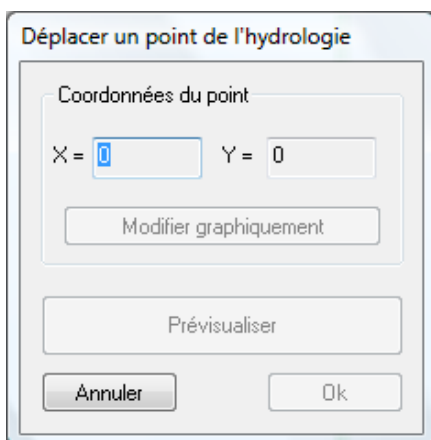 Déplacer un point de l'hydrologie
Coordonnées du point
X = 0 Y = 0
Modifier graphiquement
Prévisualiser
Annuler Ok